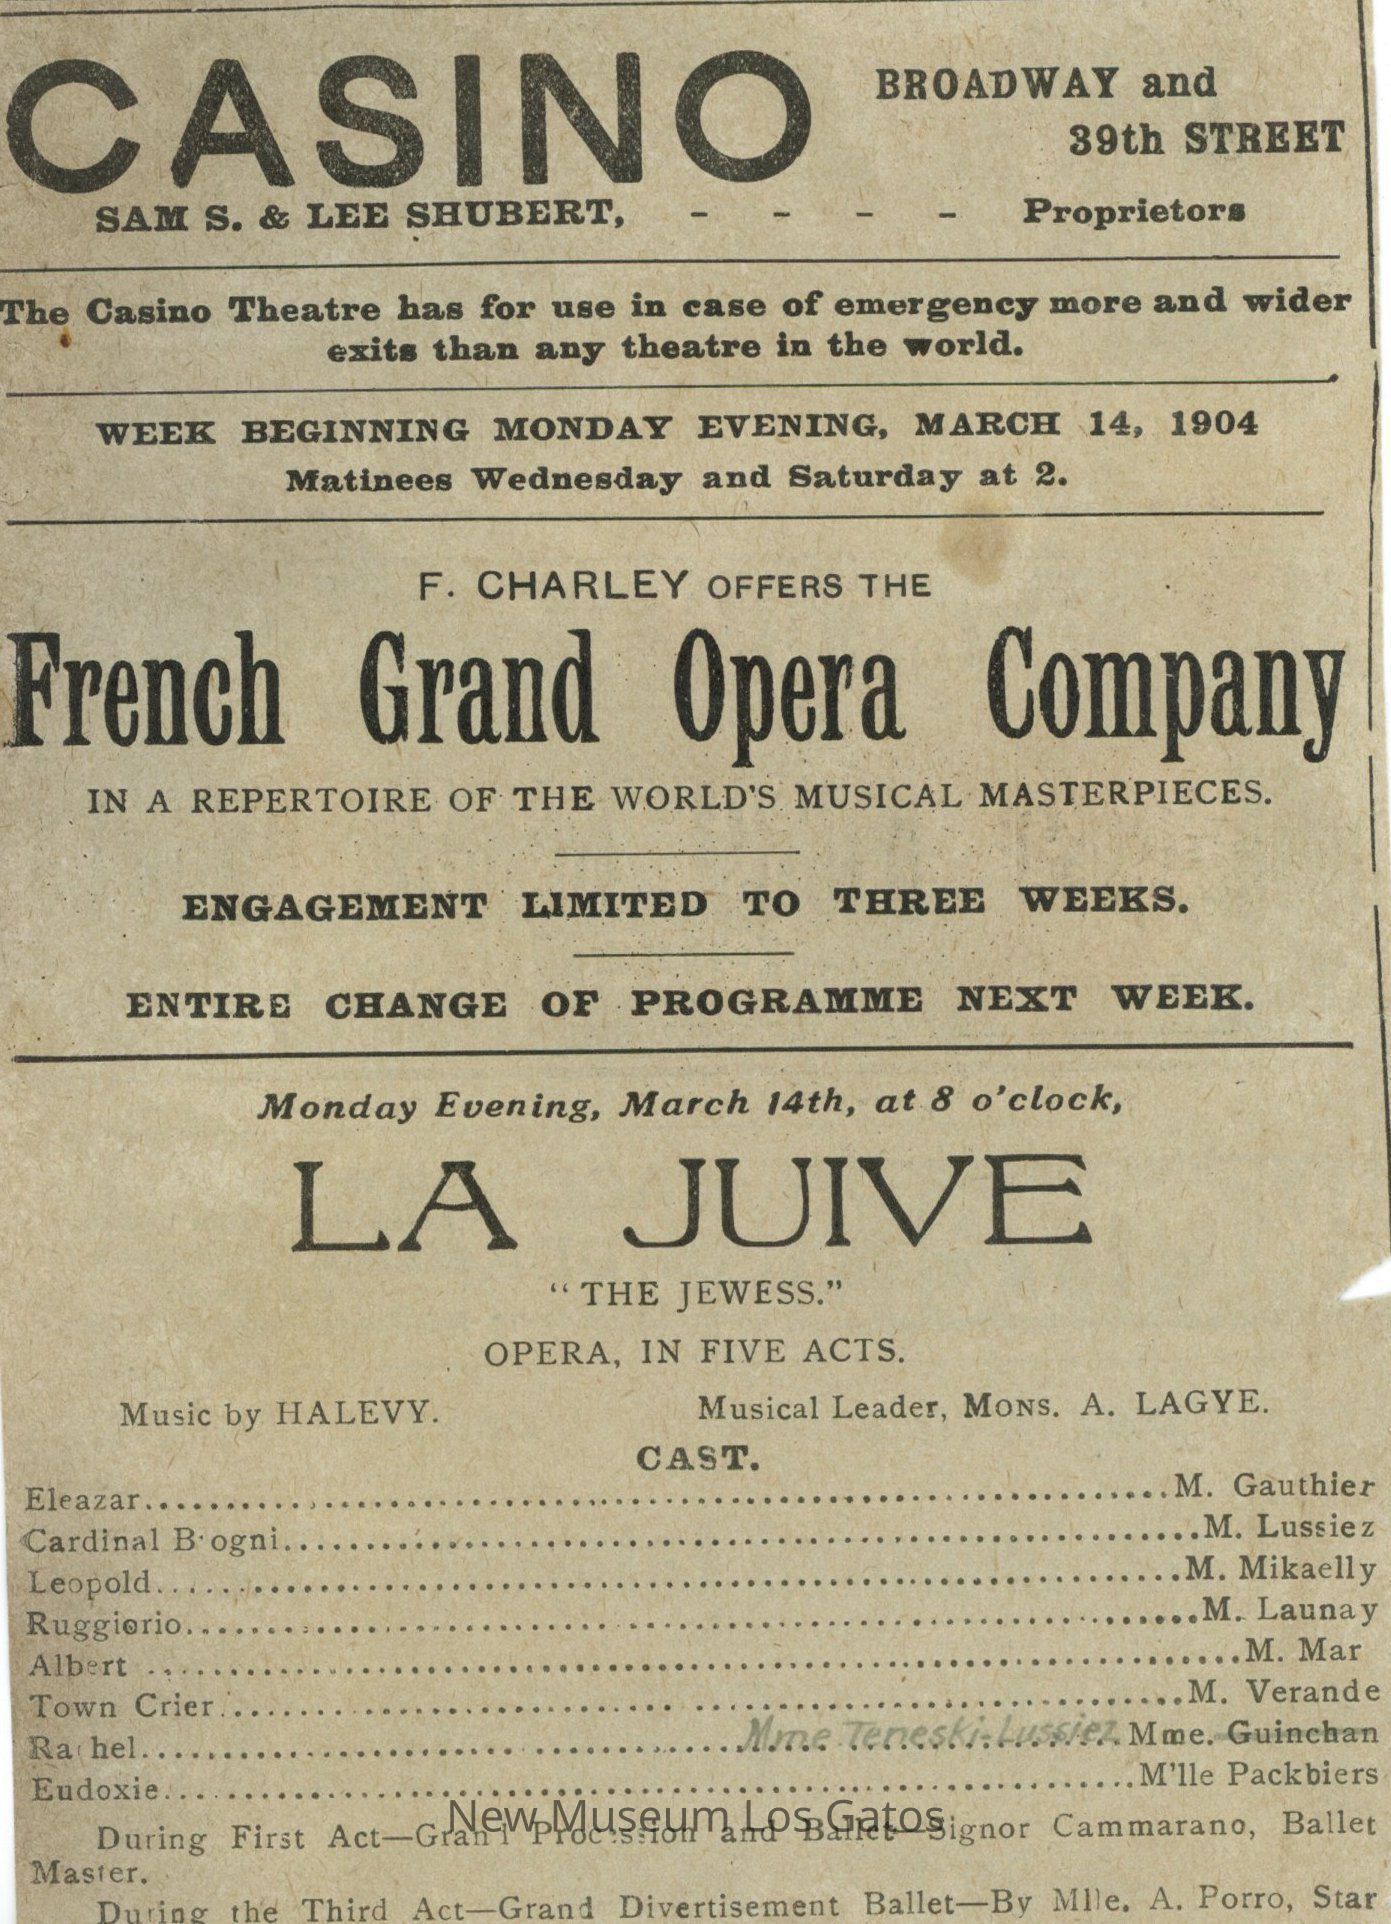 CASINO BROADWAY and
39th STREET
SAM S. & LEE SHUBERT, - - - - Proprietors
The Casino Theatre has for use in case of emergency more and wider
exits than any theatre in the world.
WEEK BEGINNING MONDAY EVENING, MARCH 14, 1904
Matinees Wednesday and Saturday at 2.
F. CHARLEY OFFERS THE
French Grand Opera Company
IN A REPERTOIRE OF THE WORLD'S MUSICAL MASTERPIECES.
ENGAGEMENT LIMITED TO THREE WEEKS.
ENTIRE CHANGE OF PROGRAMME NEXT WEEK.
Monday Evening, March 14th, at 8 o'clock,
LA JUIVE
"THE JEWESS."
OPERA, IN FIVE ACTS.
Music by HALEVY. Musical Leader, MONS. A. LAGYE.
CAST.
Eleazar....M. Gauthier
Cardinal B ogni....M. Lussiez
Leopold....M. Mikaelly
Ruggiorio....M. Launay
Albert ....M. Mar
Town Crier....M. Verande
Ra hel....Mme Teneski-Lussiez Mme. Guinchan
Eudoxie....M'lle Packbiers
New Museum Los Gatos
During First Act—Grand Procession and Ballet—Signor Cammarano, Ballet
Master.
During the Third Act—Grand Divertisement Ballet—By Mlle. A. Porro, Star